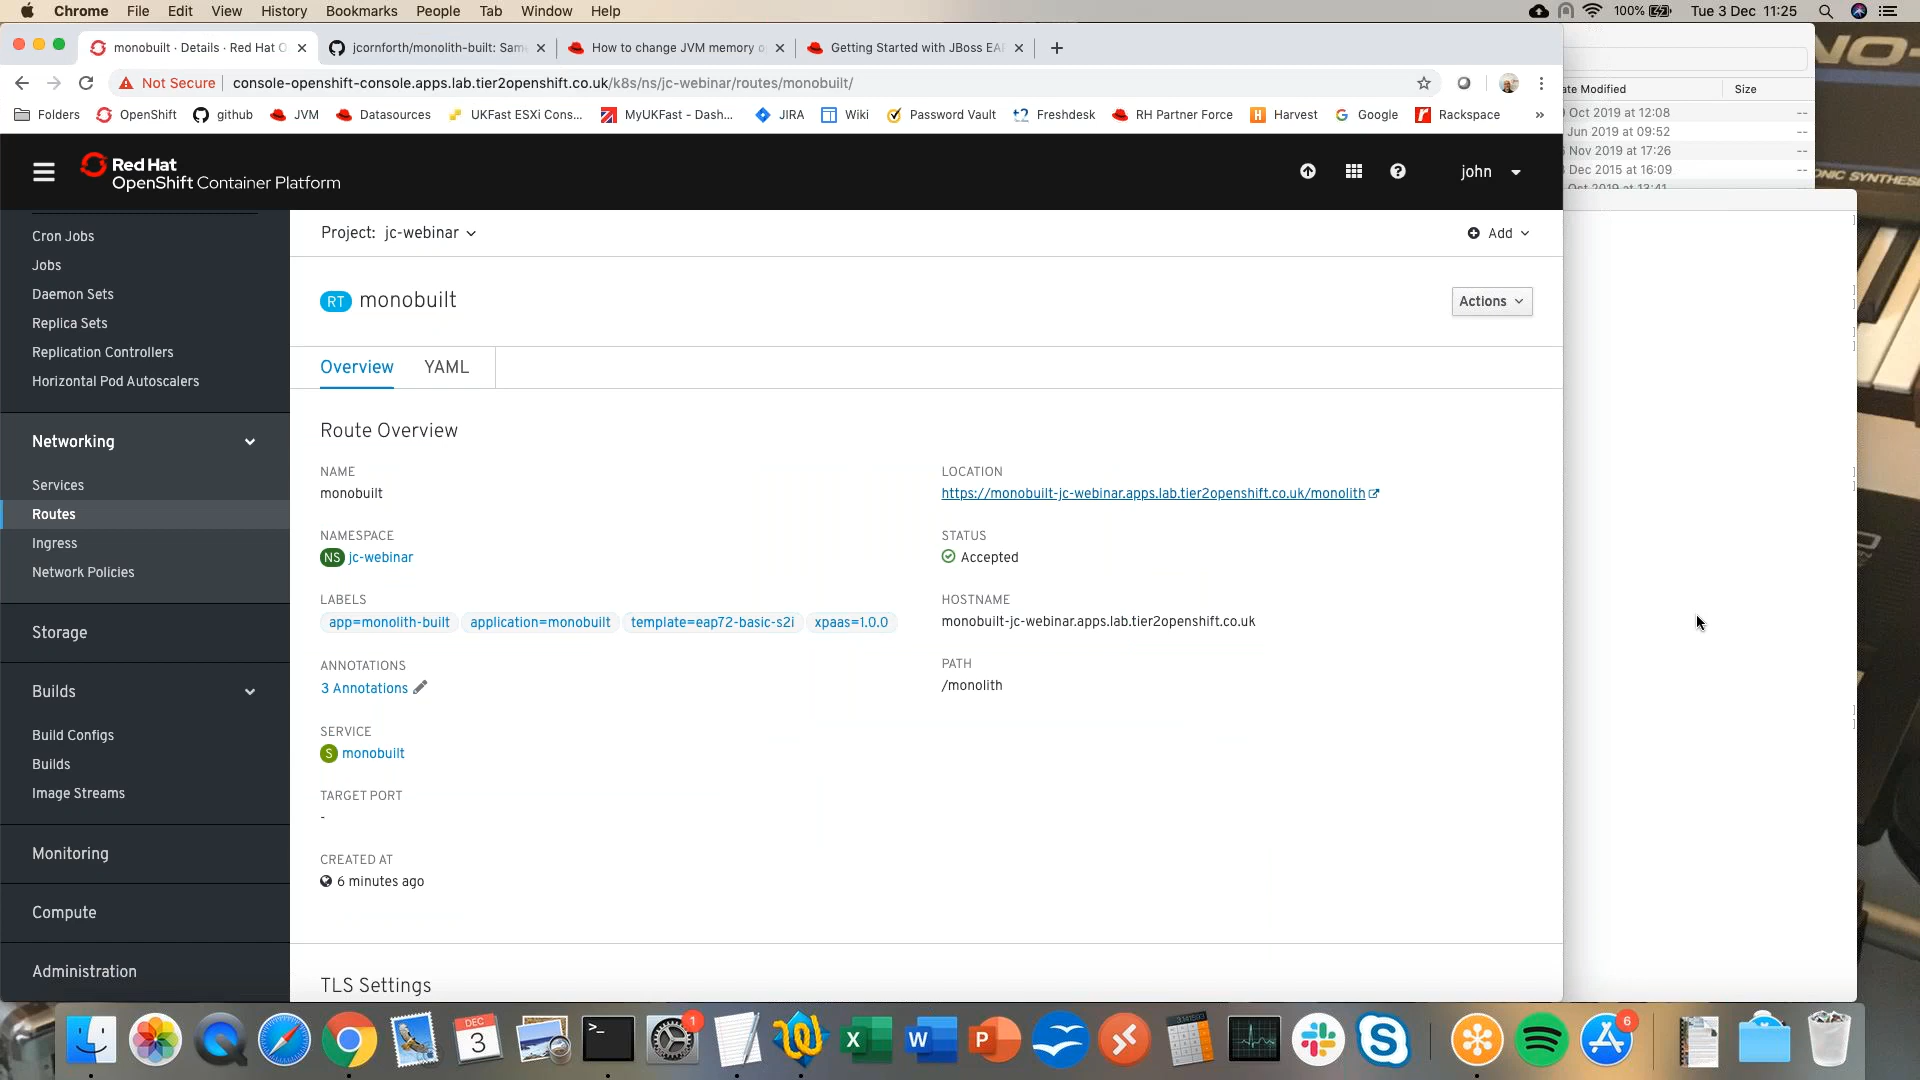 Chrome File Edit View History Bookmarks People Tab Window Help 100% Tue 3 Dec 11:25
monobuilt · Details · Red Hat O jcornforth/monolith-built: Sam How to change JVM memory o Getting Started with JBoss EA
Not Secure console-openshift-console.apps.lab.tier2openshift.co.uk/k8s/ns/jc-webinar/routes/monobuilt/
Folders OpenShift github JVM Datasources UKFast ESXi Cons... MyUKFast - Dash... JIRA Wiki Password Vault Freshdesk RH Partner Force Harvest Google Rackspace »
ate Modified Size
Oct 2019 at 12:08 --
Jun 2019 at 09:52 --
Nov 2019 at 17:26 --
Dec 2015 at 16:09 --
Oct 2019 at 13:41 --
Red Hat
OpenShift Container Platform
john
Project: jc-webinar
Add
RT monobuilt
Actions
Overview YAML
Cron Jobs
Jobs
Daemon Sets
Replica Sets
Replication Controllers
Horizontal Pod Autoscalers
Networking
Services
Routes
Ingress
Network Policies
Storage
Builds
Build Configs
Builds
Image Streams
Monitoring
Compute
Administration
Route Overview
NAME
monobuilt
NAMESPACE
NS jc-webinar
LABELS
app=monolith-built application=monobuilt template=eap72-basic-s2i xpaas=1.0.0
ANNOTATIONS
3 Annotations
SERVICE
S monobuilt
TARGET PORT
-
CREATED AT
6 minutes ago
LOCATION
https://monobuilt-jc-webinar.apps.lab.tier2openshift.co.uk/monolith
STATUS
Accepted
HOSTNAME
monobuilt-jc-webinar.apps.lab.tier2openshift.co.uk
PATH
/monolith
TLS Settings
DEC
3
1
6